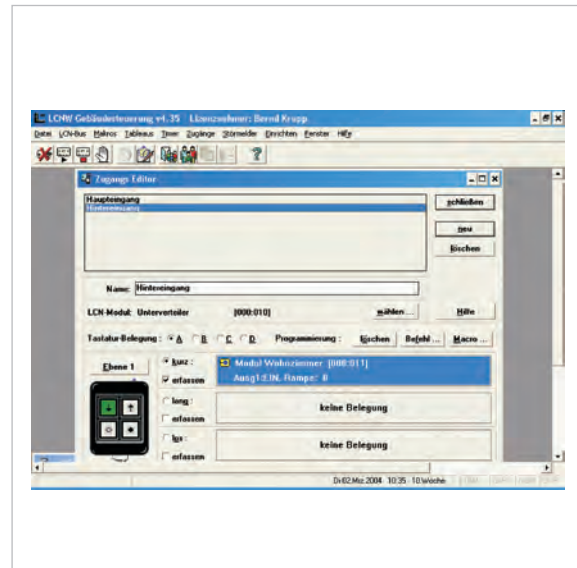 LCNW Gebäudesteuerung v4.35 Lizenznehmer: Bernd Krupp
Datei LCN-Bus Makros Tableaus Timer Zugänge Störmelder Einrichten Fenster Hilfe
Zugangs Editor
Haupteingang
Hintereingang
schließen
neu
löschen
Name: Hintereingang
LCN-Modul: Unterverteiler [000:010] wählen ... Hilfe
Tastatur-Belegung: A B C D Programmierung: löschen Befehl ... Macro ...
Ebene 1
kurz:
erfassen
Modul Wohnzimmer [000:011]
Ausg1:EIN, Rampe: 0
lang:
erfassen
keine Belegung
los:
erfassen
keine Belegung
Di 02.Mrz.2004 10:35 10.Woche